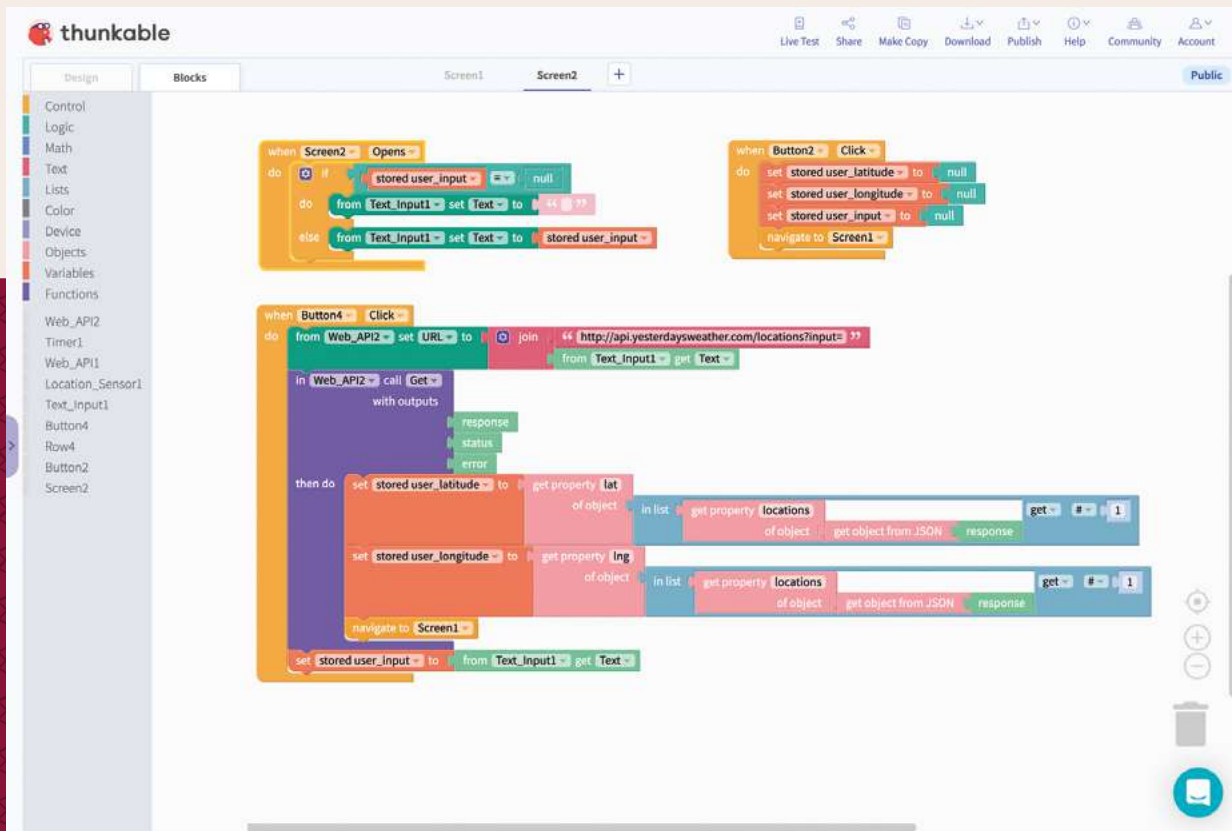 thunkable
Live Test Share Make Copy Download Publish Help Community Account
Design Blocks Screen1 Screen2 + Public
Control
Logic
Math
Text
Lists
Color
Device
Objects
Variables
Functions
Web_API2
Timer1
Web_API1
Location_Sensor1
Text_Input1
Button4
Row4
Button2
Screen2
when Screen2 Opens
do if stored user_input = null
do from Text_Input1 set Text to “ ”
else from Text_Input1 set Text to stored user_input
when Button2 Click
do set stored user_latitude to null
set stored user_longitude to null
set stored user_input to null
navigate to Screen1
when Button4 Click
do from Web_API2 set URL to join “ http://api.yesterdaysweather.com/locations?input= ”
from Text_Input1 get Text
in Web_API2 call Get
with outputs
response
status
error
then do set stored user_latitude to get property lat
of object in list get property locations get # 1
of object get object from JSON response
set stored user_longitude to get property lng
of object in list get property locations get # 1
of object get object from JSON response
navigate to Screen1
set stored user_input to from Text_Input1 get Text